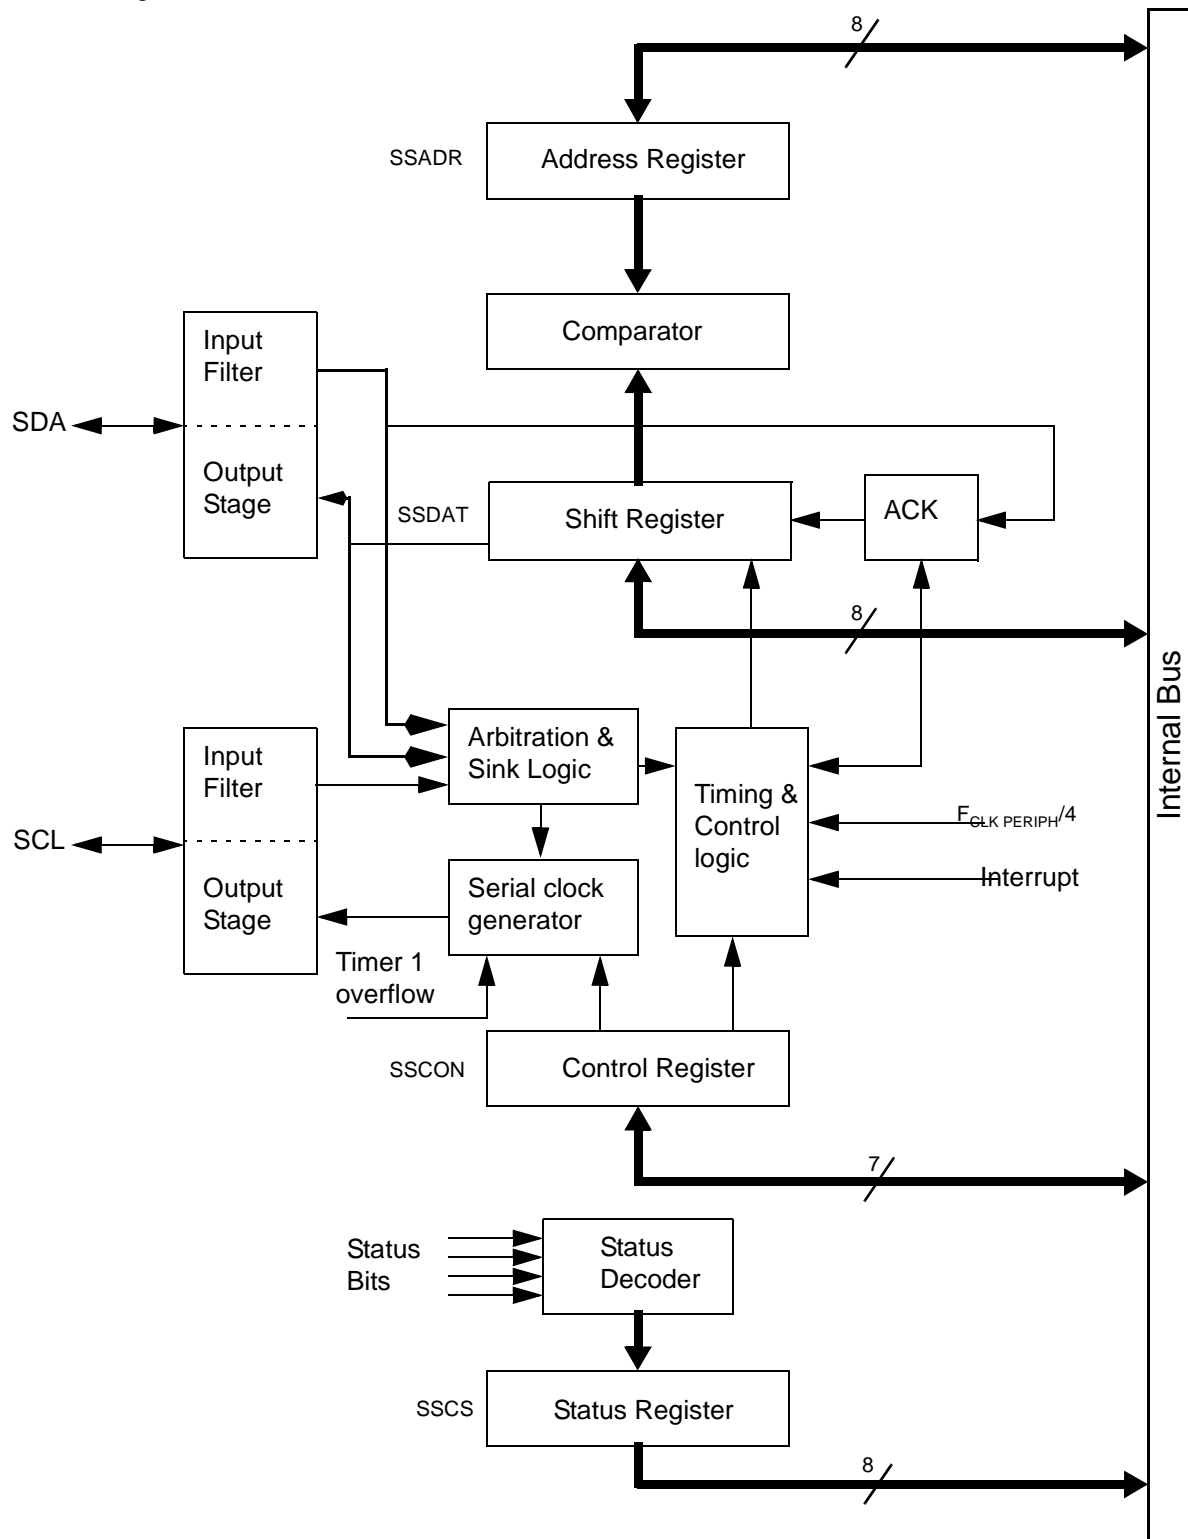 8
SSADR
Address Register
Comparator
Input
Filter
SDA
Output
Stage
SSDAT
Shift Register
ACK
8
Internal Bus
Input
Filter
Arbitration &
Sink Logic
Timing &
Control
logic
FCLK PERIPH/4
SCL
Interrupt
Output
Stage
Serial clock
generator
Timer 1
overflow
SSCON
Control Register
7
Status
Bits
Status
Decoder
SSCS
Status Register
8